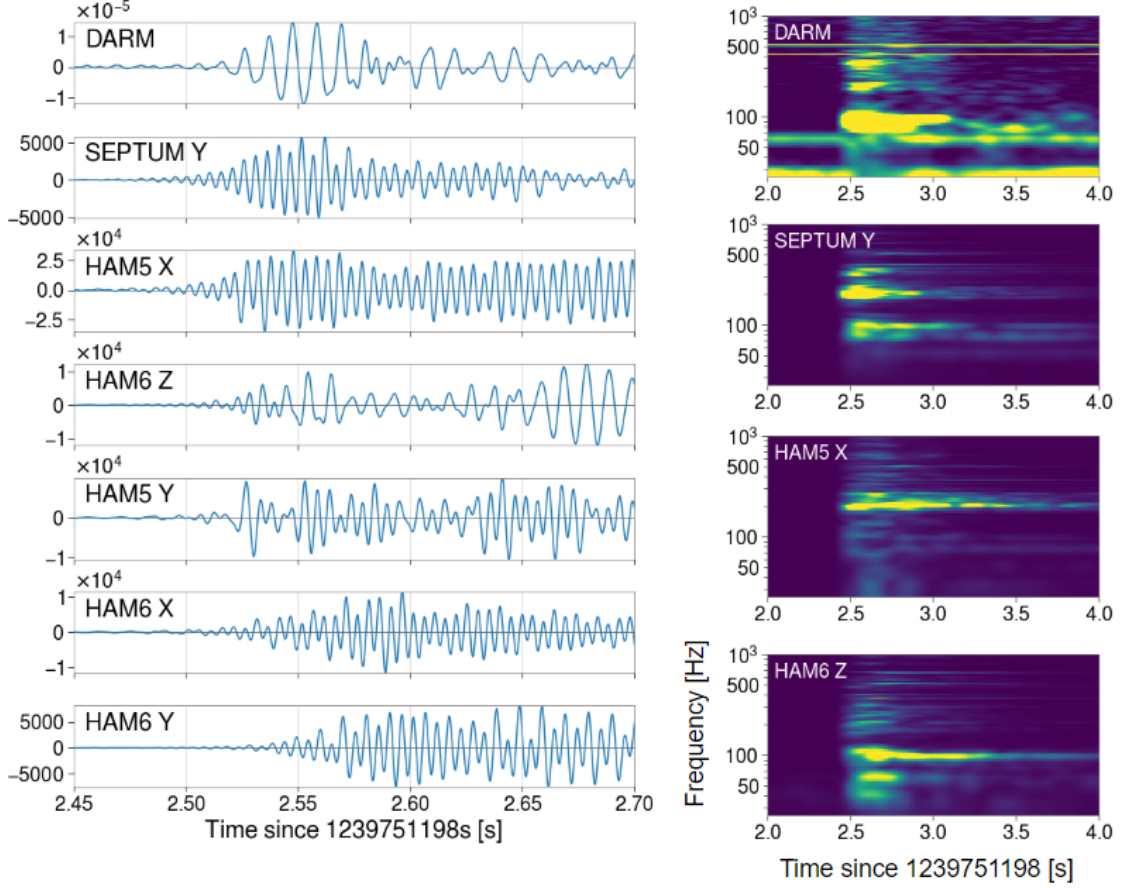 ×10⁻⁵
DARM
1
0
−1
SEPTUM Y
5000
0
−5000
×10⁴
HAM5 X
2.5
0.0
−2.5
×10⁴
HAM6 Z
1
0
−1
×10⁴
HAM5 Y
0
−1
×10⁴
HAM6 X
1
0
−1
HAM6 Y
5000
0
−5000
2.45 2.50 2.55 2.60 2.65 2.70
Time since 1239751198s [s]
DARM
10³
500
100
50
2.0 2.5 3.0 3.5 4.0
SEPTUM Y
10³
500
100
50
2.0 2.5 3.0 3.5 4.0
HAM5 X
10³
500
100
50
2.0 2.5 3.0 3.5 4.0
HAM6 Z
10³
500
100
50
2.0 2.5 3.0 3.5 4.0
Frequency [Hz]
Time since 1239751198 [s]